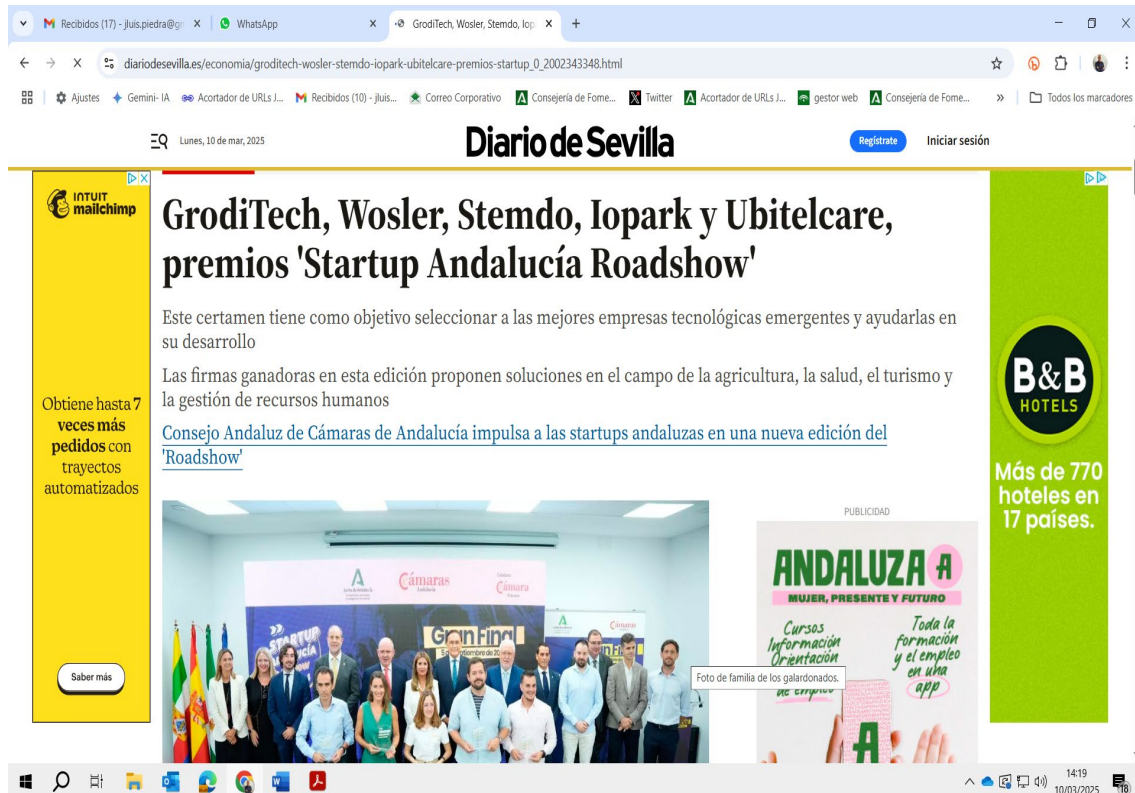 Recibidos (17) - jluis.piedra@gn
WhatsApp
GrodiTech, Wosler, Stemdo, Iop
diariodesevilla.es/economia/groditech-wosler-stemdo-iopark-ubitelcare-premios-startup_0_2002343348.html
Ajustes
Gemini- IA
Acortador de URLs J...
Recibidos (10) - jluis...
Correo Corporativo
Consejería de Fome...
Twitter
Acortador de URLs J...
gestor web
Consejería de Fome...
»
Todos los marcadores
Lunes, 10 de mar, 2025
Diario de Sevilla
Regístrate
Iniciar sesión
INTUIT
mailchimp
Obtiene hasta 7
veces más
pedidos con
trayectos
automatizados
Saber más
GrodiTech, Wosler, Stemdo, Iopark y Ubitelcare,
premios 'Startup Andalucía Roadshow'
Este certamen tiene como objetivo seleccionar a las mejores empresas tecnológicas emergentes y ayudarlas en
su desarrollo
Las firmas ganadoras en esta edición proponen soluciones en el campo de la agricultura, la salud, el turismo y
la gestión de recursos humanos
Consejo Andaluz de Cámaras de Andalucía impulsa a las startups andaluzas en una nueva edición del
'Roadshow'
A
Cámaras
Andalucía
Cámara
STARTUP
Gran Final
Cámaras
Foto de familia de los galardonados.
PUBLICIDAD
ANDALUZA A
MUJER, PRESENTE Y FUTURO
Cursos
Información
Orientación
de empleo
Toda la
formación
y el empleo
en una
app
A
B&B
HOTELS
Más de 770
hoteles en
17 países.
14:19
10/03/2025
18